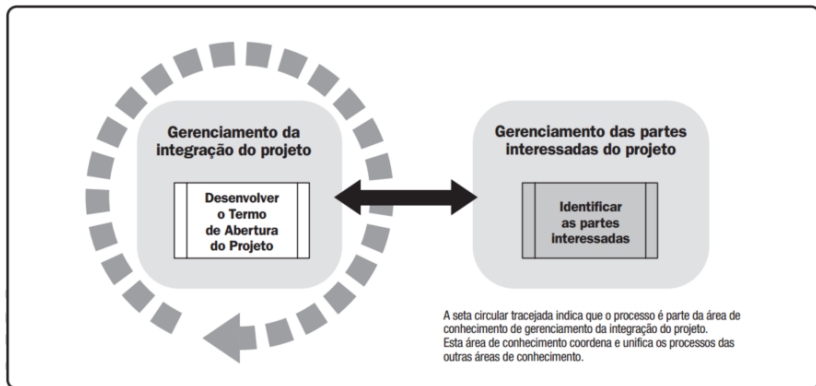 Gerenciamento da
integração do projeto
Desenvolver
o Termo
de Abertura
do Projeto
Gerenciamento das partes
interessadas do projeto
Identificar
as partes
interessadas
A seta circular tracejada indica que o processo é parte da área de
conhecimento de gerenciamento da integração do projeto.
Esta área de conhecimento coordena e unifica os processos das
outras áreas de conhecimento.